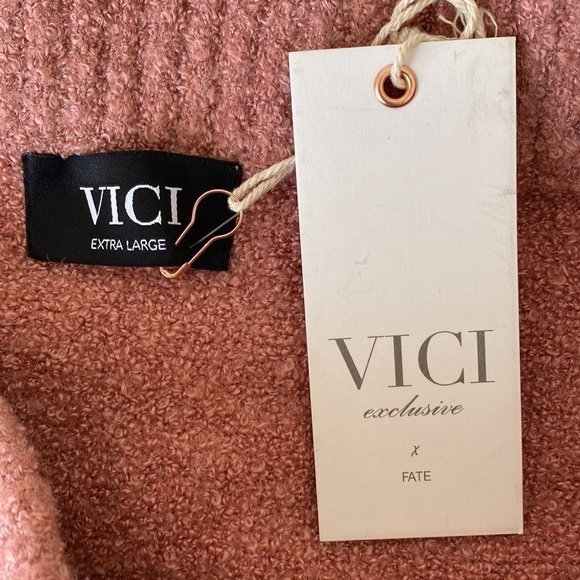 VICI
EXTRA LARGE
VICI
exclusive
x
FATE